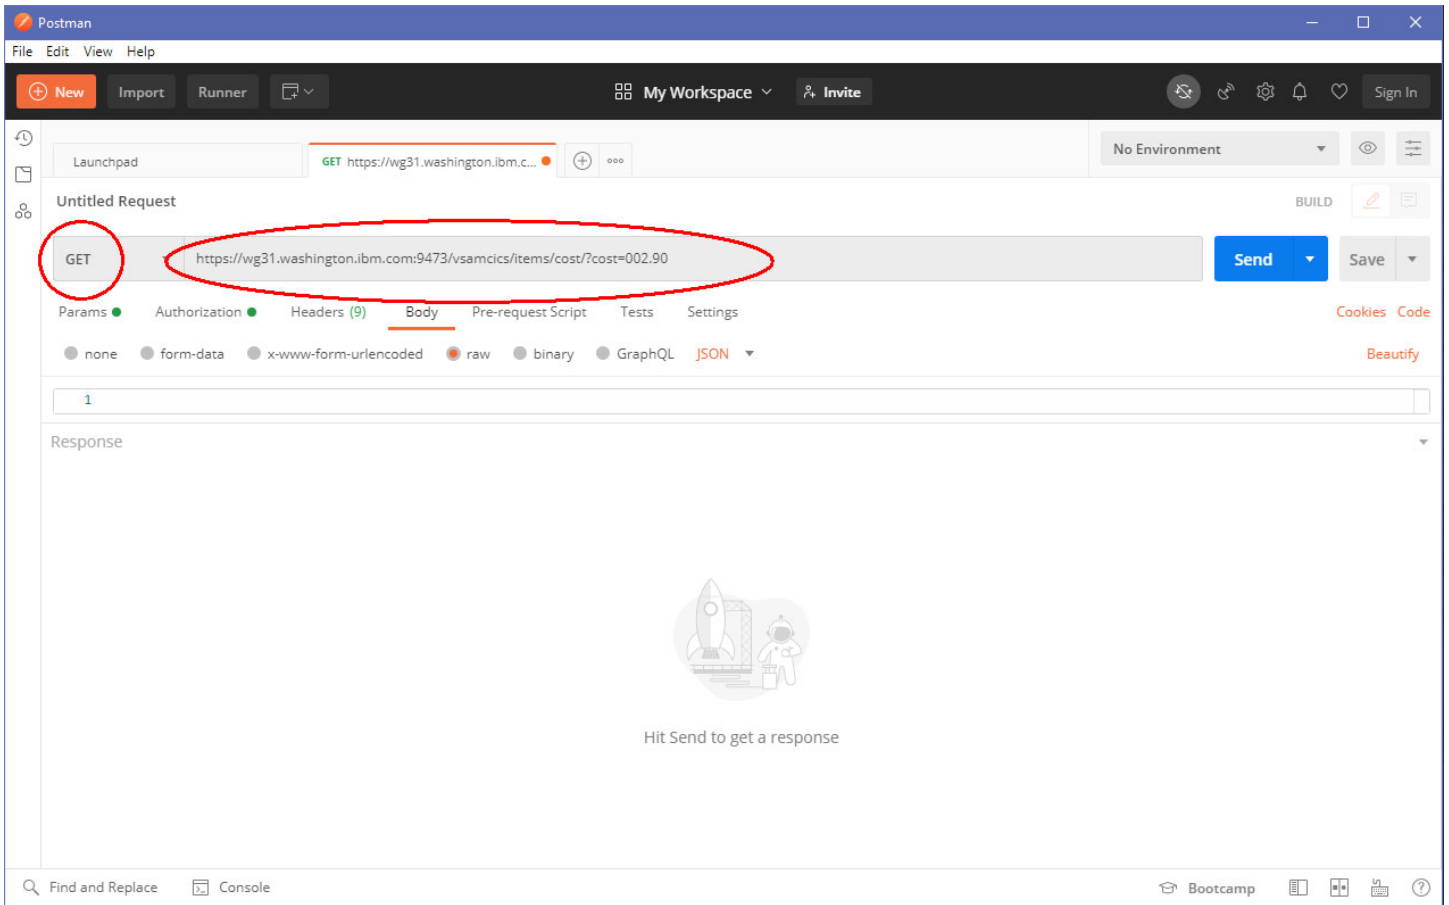 Postman
File Edit View Help
New Import Runner My Workspace Invite Sign In
Launchpad GET https://wg31.washington.ibm.c... No Environment
Untitled Request BUILD
GET https://wg31.washington.ibm.com:9473/vsamcics/items/cost/?cost=002.90 Send Save
Params Authorization Headers (9) Body Pre-request Script Tests Settings Cookies Code
none form-data x-www-form-urlencoded raw binary GraphQL JSON Beautify
1
Response
Hit Send to get a response
Find and Replace Console Bootcamp